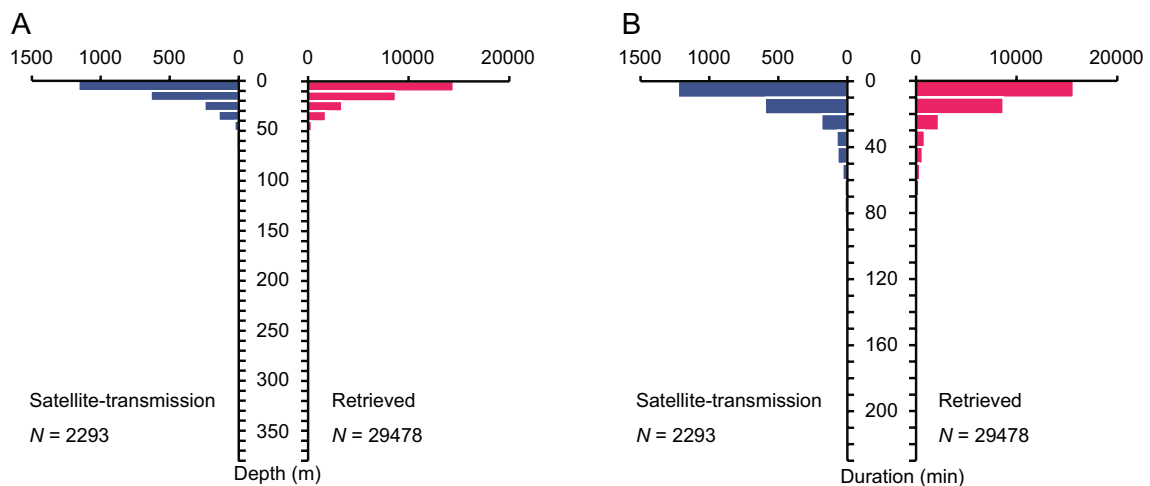 A
B
1500 1000 500 0 0 10000 20000
1500 1000 500 0 0 10000 20000
0
50
100
150
200
250
300
350
0
40
80
120
160
200
Satellite-transmission
N = 2293
Retrieved
N = 29478
Satellite-transmission
N = 2293
Retrieved
N = 29478
Depth (m)
Duration (min)